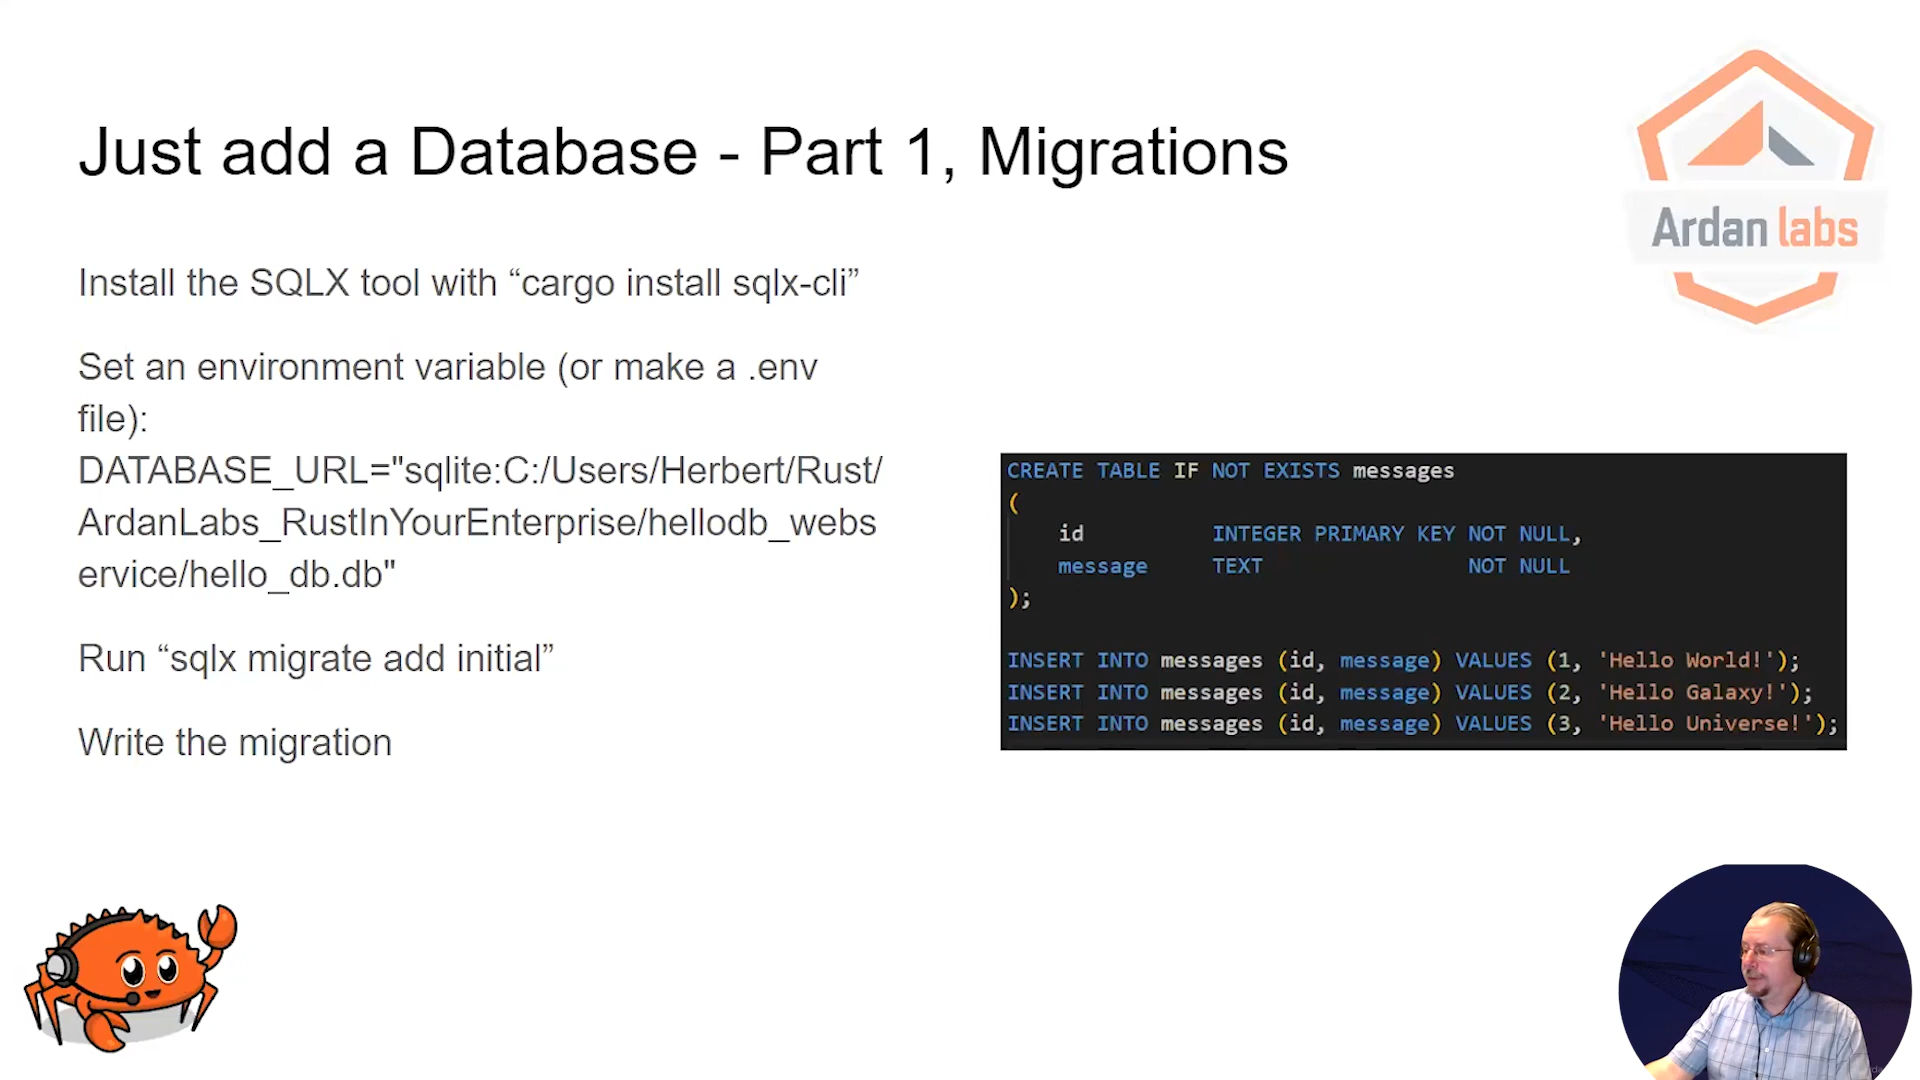 Just add a Database - Part 1, Migrations
Ardan labs
Install the SQLX tool with “cargo install sqlx-cli”
Set an environment variable (or make a .env
file):
DATABASE_URL="sqlite:C:/Users/Herbert/Rust/
ArdanLabs_RustInYourEnterprise/hellodb_webs
ervice/hello_db.db"
Run “sqlx migrate add initial”
Write the migration
CREATE TABLE IF NOT EXISTS messages
(
    id          INTEGER PRIMARY KEY NOT NULL,
    message     TEXT                NOT NULL
);
INSERT INTO messages (id, message) VALUES (1, 'Hello World!');
INSERT INTO messages (id, message) VALUES (2, 'Hello Galaxy!');
INSERT INTO messages (id, message) VALUES (3, 'Hello Universe!');